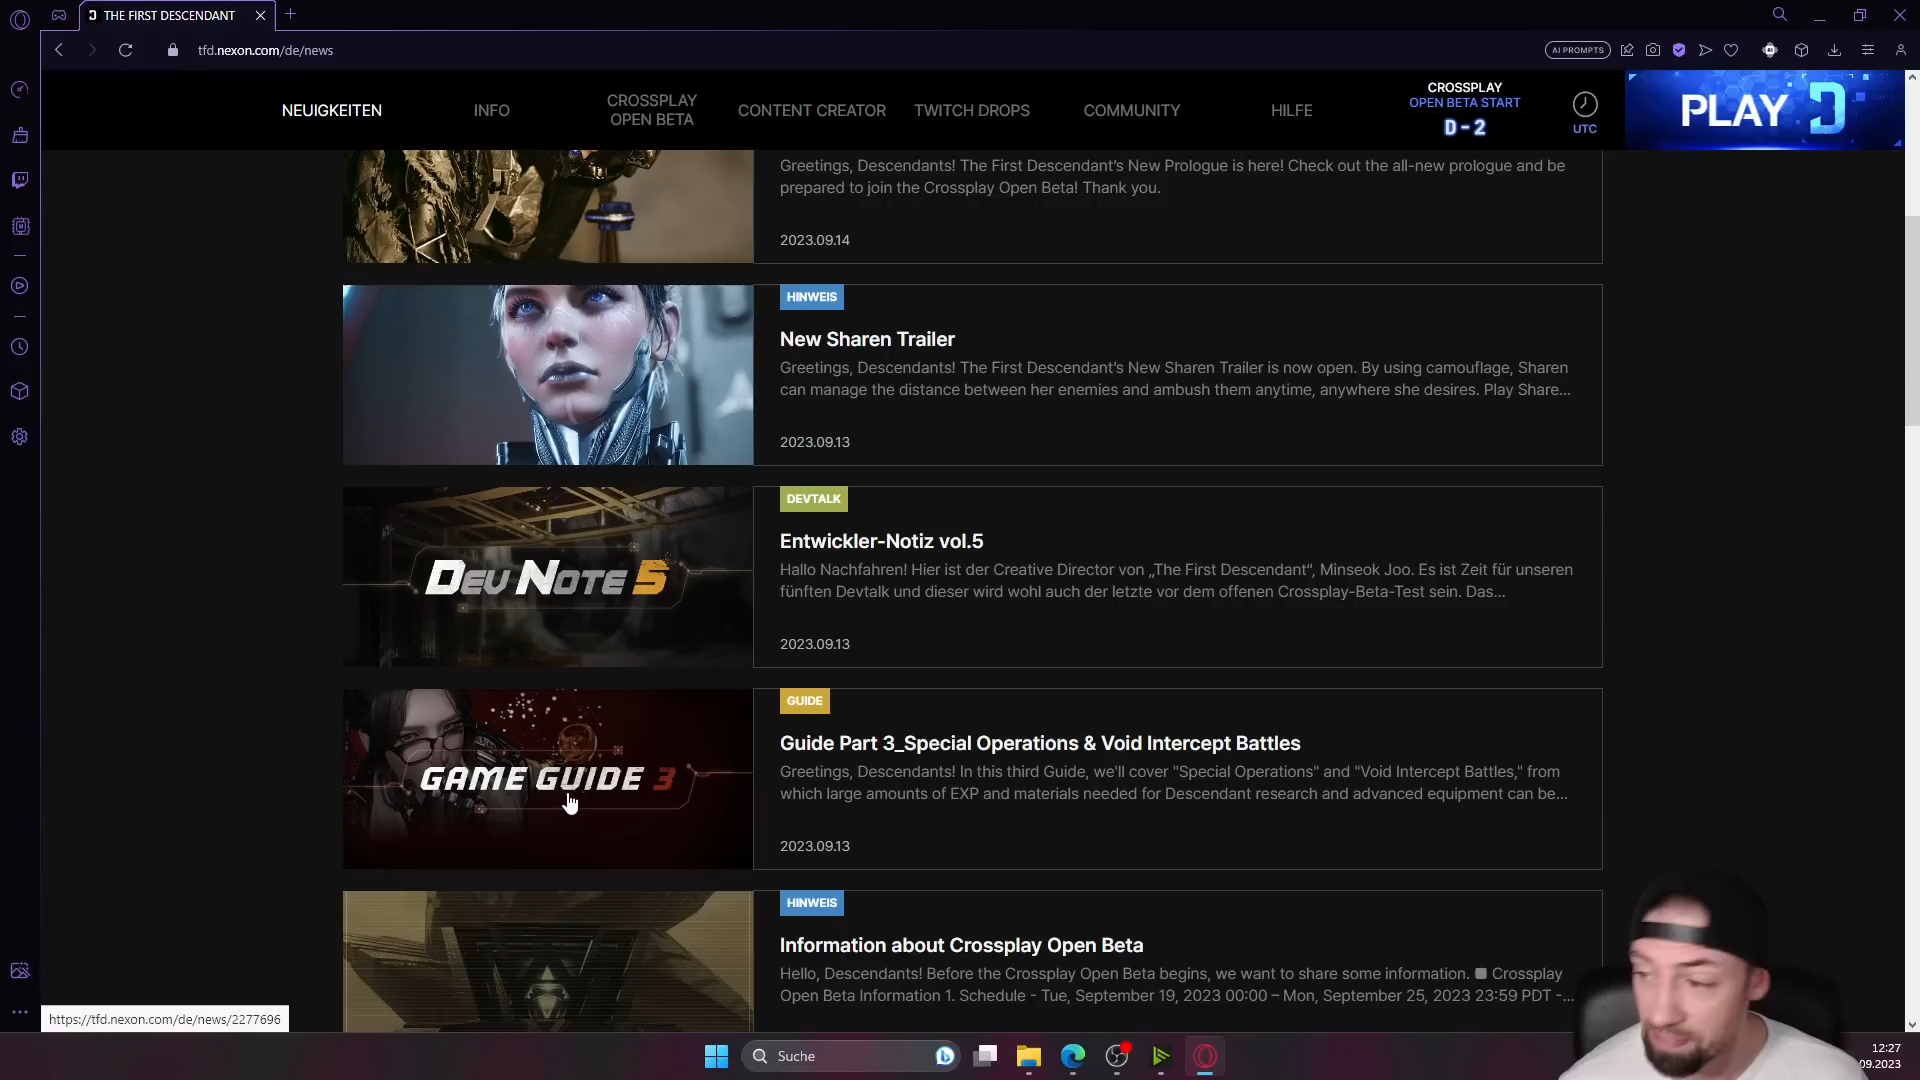 THE FIRST DESCENDANT
tfd.nexon.com/de/news
AI PROMPTS
NEUIGKEITEN
INFO
CROSSPLAY
OPEN BETA
CONTENT CREATOR
TWITCH DROPS
COMMUNITY
HILFE
CROSSPLAY
OPEN BETA START
D-2
UTC
PLAY
Greetings, Descendants! The First Descendant's New Prologue is here! Check out the all-new prologue and be
prepared to join the Crossplay Open Beta! Thank you.
2023.09.14
HINWEIS
New Sharen Trailer
Greetings, Descendants! The First Descendant's New Sharen Trailer is now open. By using camouflage, Sharen
can manage the distance between her enemies and ambush them anytime, anywhere she desires. Play Share...
2023.09.13
DEV NOTE 5
DEVTALK
Entwickler-Notiz vol.5
Hallo Nachfahren! Hier ist der Creative Director von „The First Descendant“, Minseok Joo. Es ist Zeit für unseren
fünften Devtalk und dieser wird wohl auch der letzte vor dem offenen Crossplay-Beta-Test sein. Das...
2023.09.13
GAME GUIDE 3
GUIDE
Guide Part 3_Special Operations & Void Intercept Battles
Greetings, Descendants! In this third Guide, we'll cover "Special Operations" and "Void Intercept Battles," from
which large amounts of EXP and materials needed for Descendant research and advanced equipment can be...
2023.09.13
HINWEIS
Information about Crossplay Open Beta
Hello, Descendants! Before the Crossplay Open Beta begins, we want to share some information. ■ Crossplay
Open Beta Information 1. Schedule - Tue, September 19, 2023 00:00 – Mon, September 25, 2023 23:59 PDT -...
https://tfd.nexon.com/de/news/2277696
Suche
12:27
09.2023